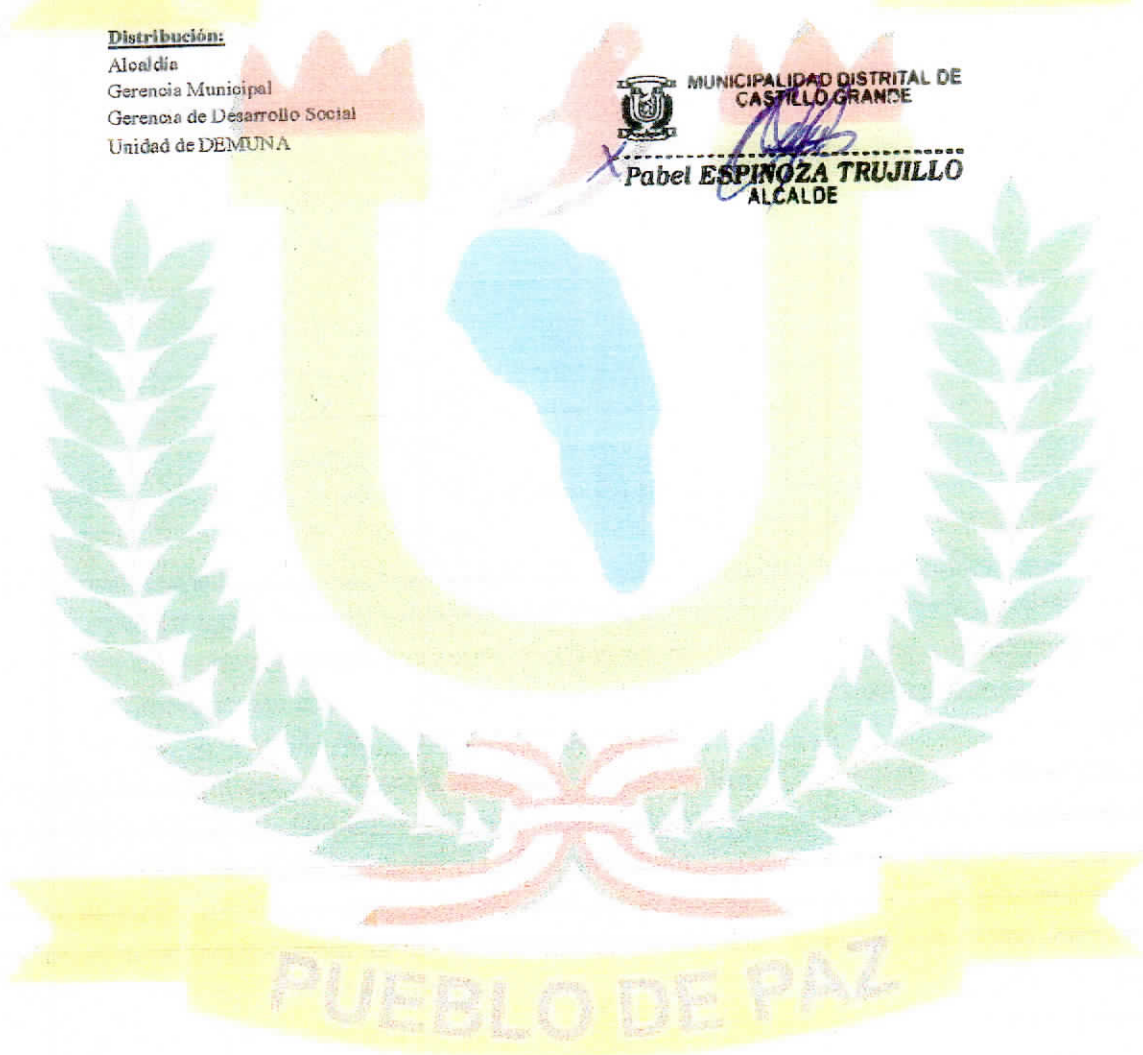 Distribución:
Alcaldía
Gerencia Municipal
Gerencia de Desarrollo Social
Unidad de DEMUNA
MUNICIPALIDAD DISTRITAL DE
CASTILLO GRANDE
Pabel ESPINOZA TRUJILLO
ALCALDE
PUEBLO DE PAZ